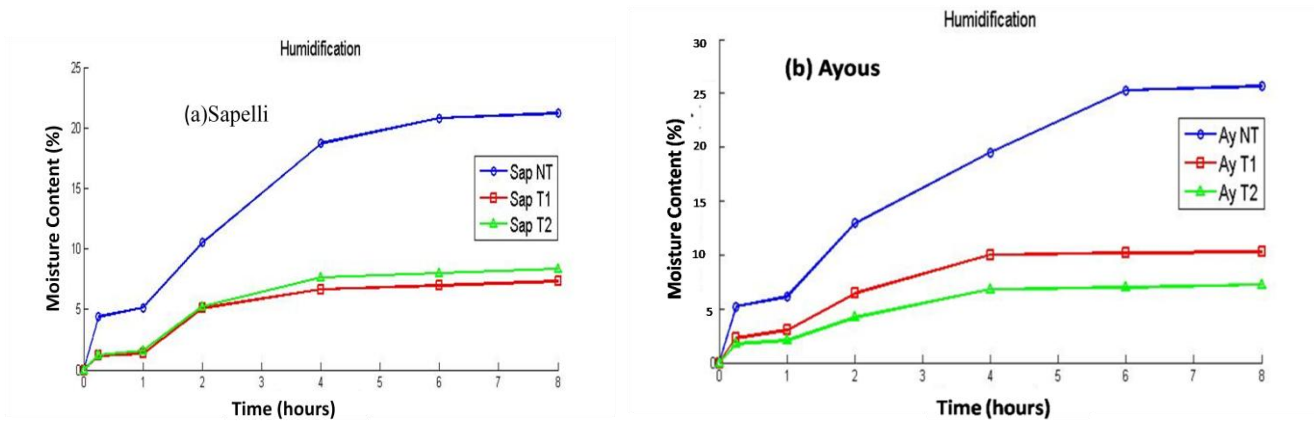 Humidification
(a)Sapelli
Moisture Content (%)
25
20
15
10
5
0
Sap NT
Sap T1
Sap T2
0 1 2 3 4 5 6 7 8
Time (hours)
Humidification
(b) Ayous
Moisture Content (%)
30
25
20
15
10
5
0
Ay NT
Ay T1
Ay T2
0 1 2 3 4 5 6 7 8
Time (hours)